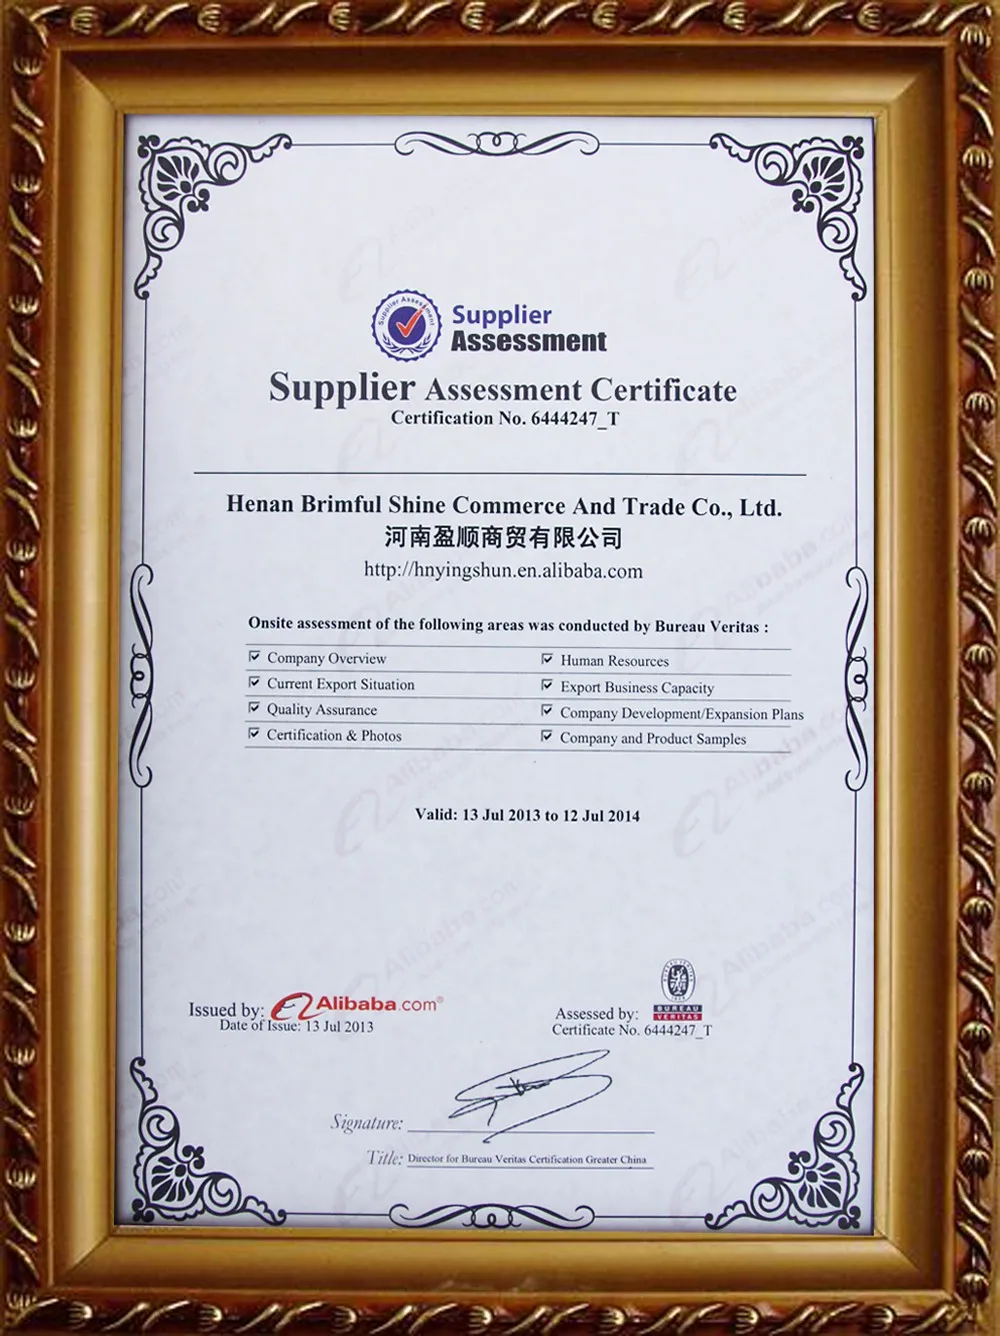 Supplier Assessment
Supplier
Assessment
Supplier Assessment Certificate
Certification No. 6444247_T
Henan Brimful Shine Commerce And Trade Co., Ltd.
河南盈顺商贸有限公司
http://hnyingshun.en.alibaba.com
Onsite assessment of the following areas was conducted by Bureau Veritas :
Company Overview Human Resources
Current Export Situation Export Business Capacity
Quality Assurance Company Development/Expansion Plans
Certification & Photos Company and Product Samples
Valid: 13 Jul 2013 to 12 Jul 2014
Issued by: Alibaba.com®
Date of Issue: 13 Jul 2013
BUREAU VERITAS
1828
Assessed by: BUREAU
VERITAS
Certificate No. 6444247_T
Signature:
Title: Director for Bureau Veritas Certification Greater China